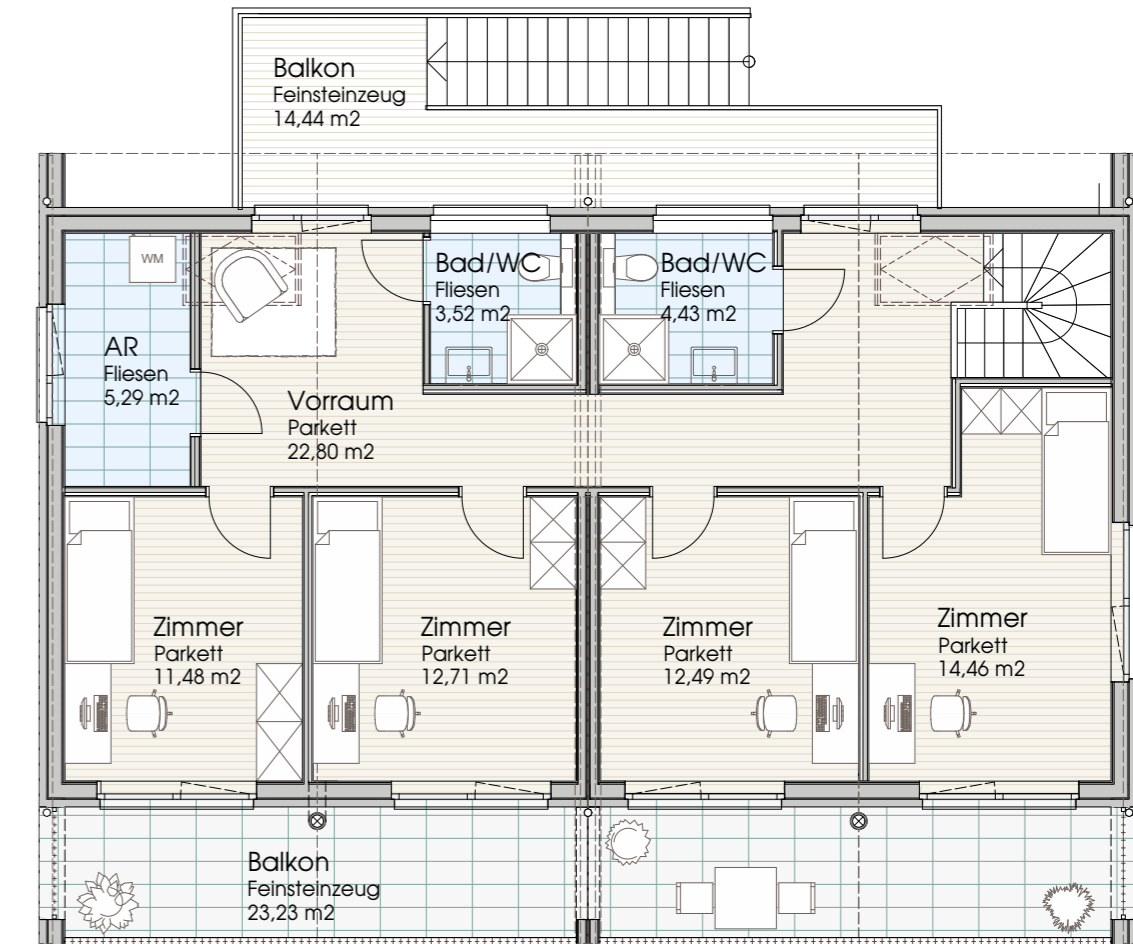 Balkon
Feinsteinzeug
14,44 m2
WM
Bad/WC
Fliesen
3,52 m2
Bad/WC
Fliesen
4,43 m2
AR
Fliesen
5,29 m2
Vorraum
Parkett
22,80 m2
Zimmer
Parkett
11,48 m2
Zimmer
Parkett
12,71 m2
Zimmer
Parkett
12,49 m2
Zimmer
Parkett
14,46 m2
Balkon
Feinsteinzeug
23,23 m2